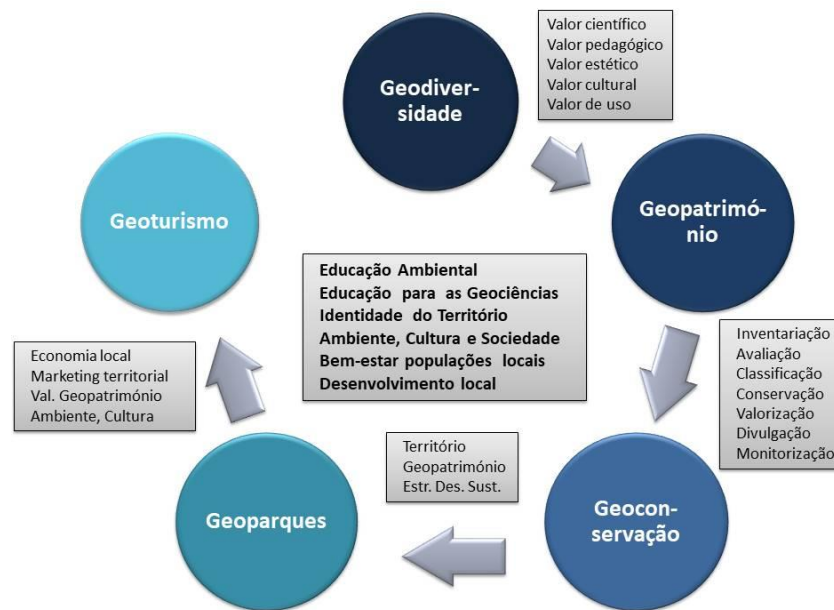 Geodiver-
sidade
Valor científico
Valor pedagógico
Valor estético
Valor cultural
Valor de uso
Geopatrimó-
nio
Inventariação
Avaliação
Classificação
Conservação
Valorização
Divulgação
Monitorização
Geocon-
servação
Território
Geopatrimónio
Estr. Des. Sust.
Geoparques
Economia local
Marketing territorial
Val. Geopatrimónio
Ambiente, Cultura
Geoturismo
Educação Ambiental
Educação para as Geociências
Identidade do Território
Ambiente, Cultura e Sociedade
Bem-estar populações locais
Desenvolvimento local